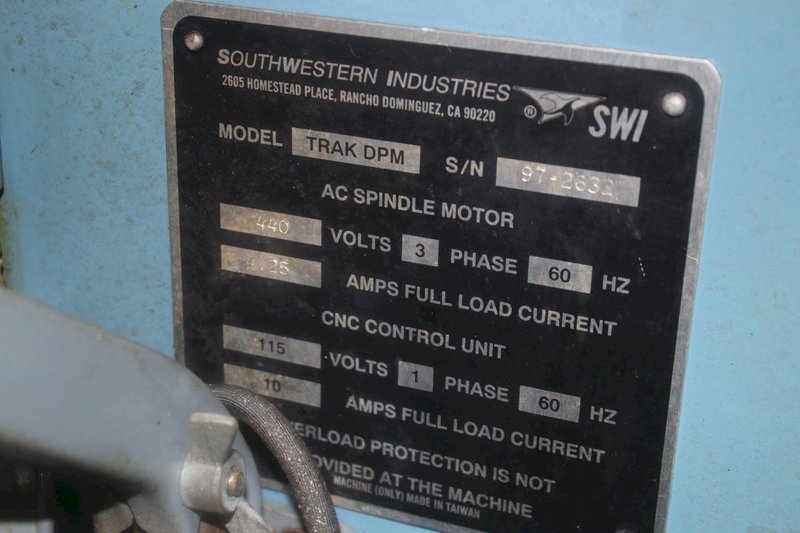 SOUTHWESTERN INDUSTRIES
2605 HOMESTEAD PLACE, RANCHO DOMINGUEZ, CA 90220
® SWI
MODEL TRAK DPM S/N
AC SPINDLE MOTOR
440 VOLTS 3 PHASE 60 HZ
AMPS FULL LOAD CURRENT
CNC CONTROL UNIT
115 VOLTS 1 PHASE 60 HZ
10 AMPS FULL LOAD CURRENT
ERLOAD PROTECTION IS NOT
OVIDED AT THE MACHINE
MACHINE (ONLY) MADE IN TAIWAN